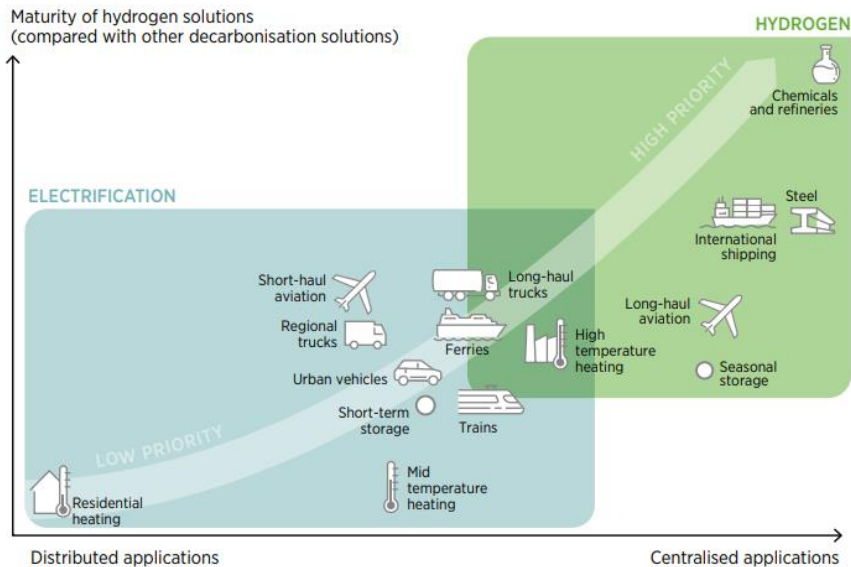 Maturity of hydrogen solutions
(compared with other decarbonisation solutions)
HYDROGEN
HIGH PRIORITY
Chemicals
and refineries
ELECTRIFICATION
Steel
International
shipping
Short-haul
aviation
Long-haul
trucks
Long-haul
aviation
Regional
trucks
Ferries
High
temperature
heating
Urban vehicles
Seasonal
storage
Short-term
storage
Trains
LOW PRIORITY
Mid
temperature
heating
Residential
heating
Distributed applications
Centralised applications